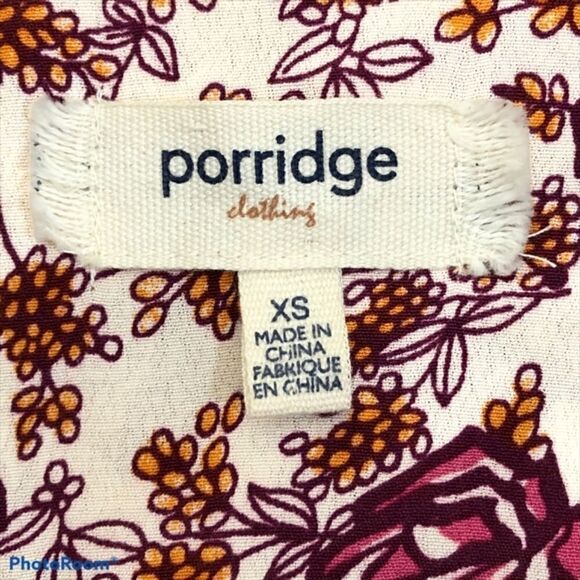 porridge
clothing
XS
MADE IN
CHINA
FABRIQUE
EN CHINA
PhotoRoom